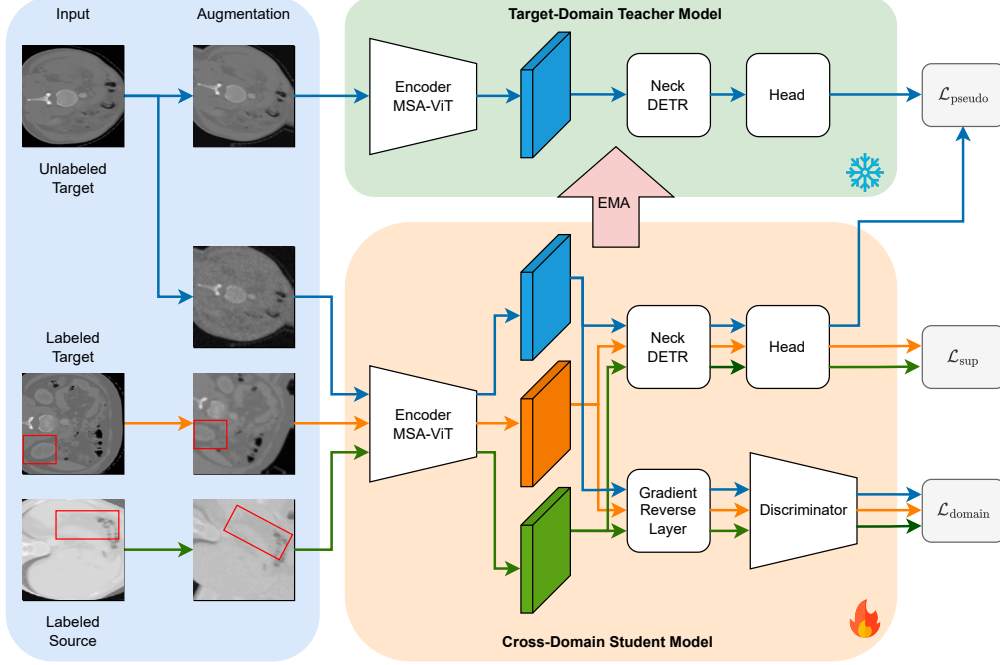 Input
Augmentation
Target-Domain Teacher Model
Encoder
MSA-ViT
Neck
DETR
Head
ℒpseudo
Unlabeled
Target
EMA
Labeled
Target
Encoder
MSA-ViT
Neck
DETR
Head
ℒsup
Gradient
Reverse
Layer
Discriminator
ℒdomain
Labeled
Source
Cross-Domain Student Model